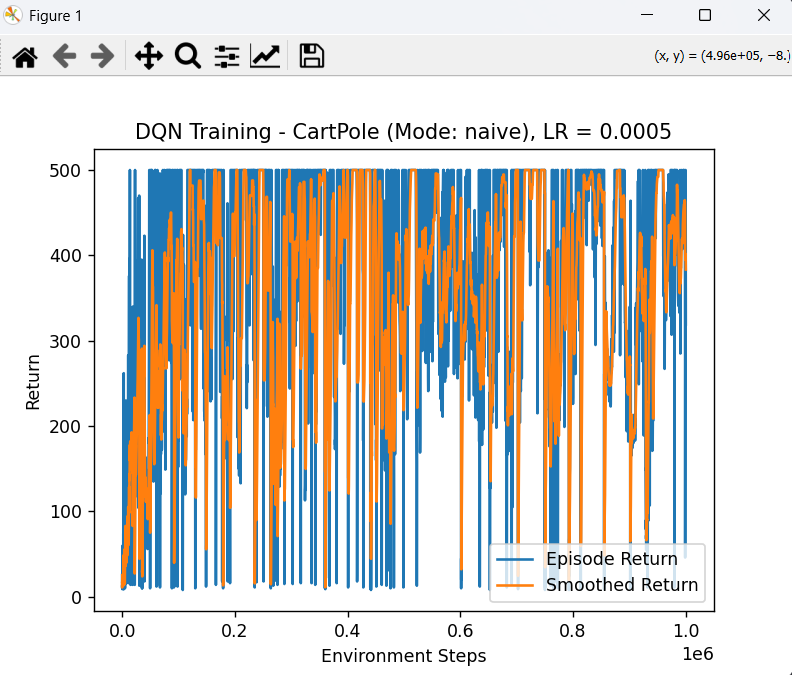 Figure 1
(x, y) = (4.96e+05, −8.)
DQN Training - CartPole (Mode: naive), LR = 0.0005
500
400
300
200
100
0
Return
Episode Return
Smoothed Return
0.0 0.2 0.4 0.6 0.8 1.0
1e6
Environment Steps